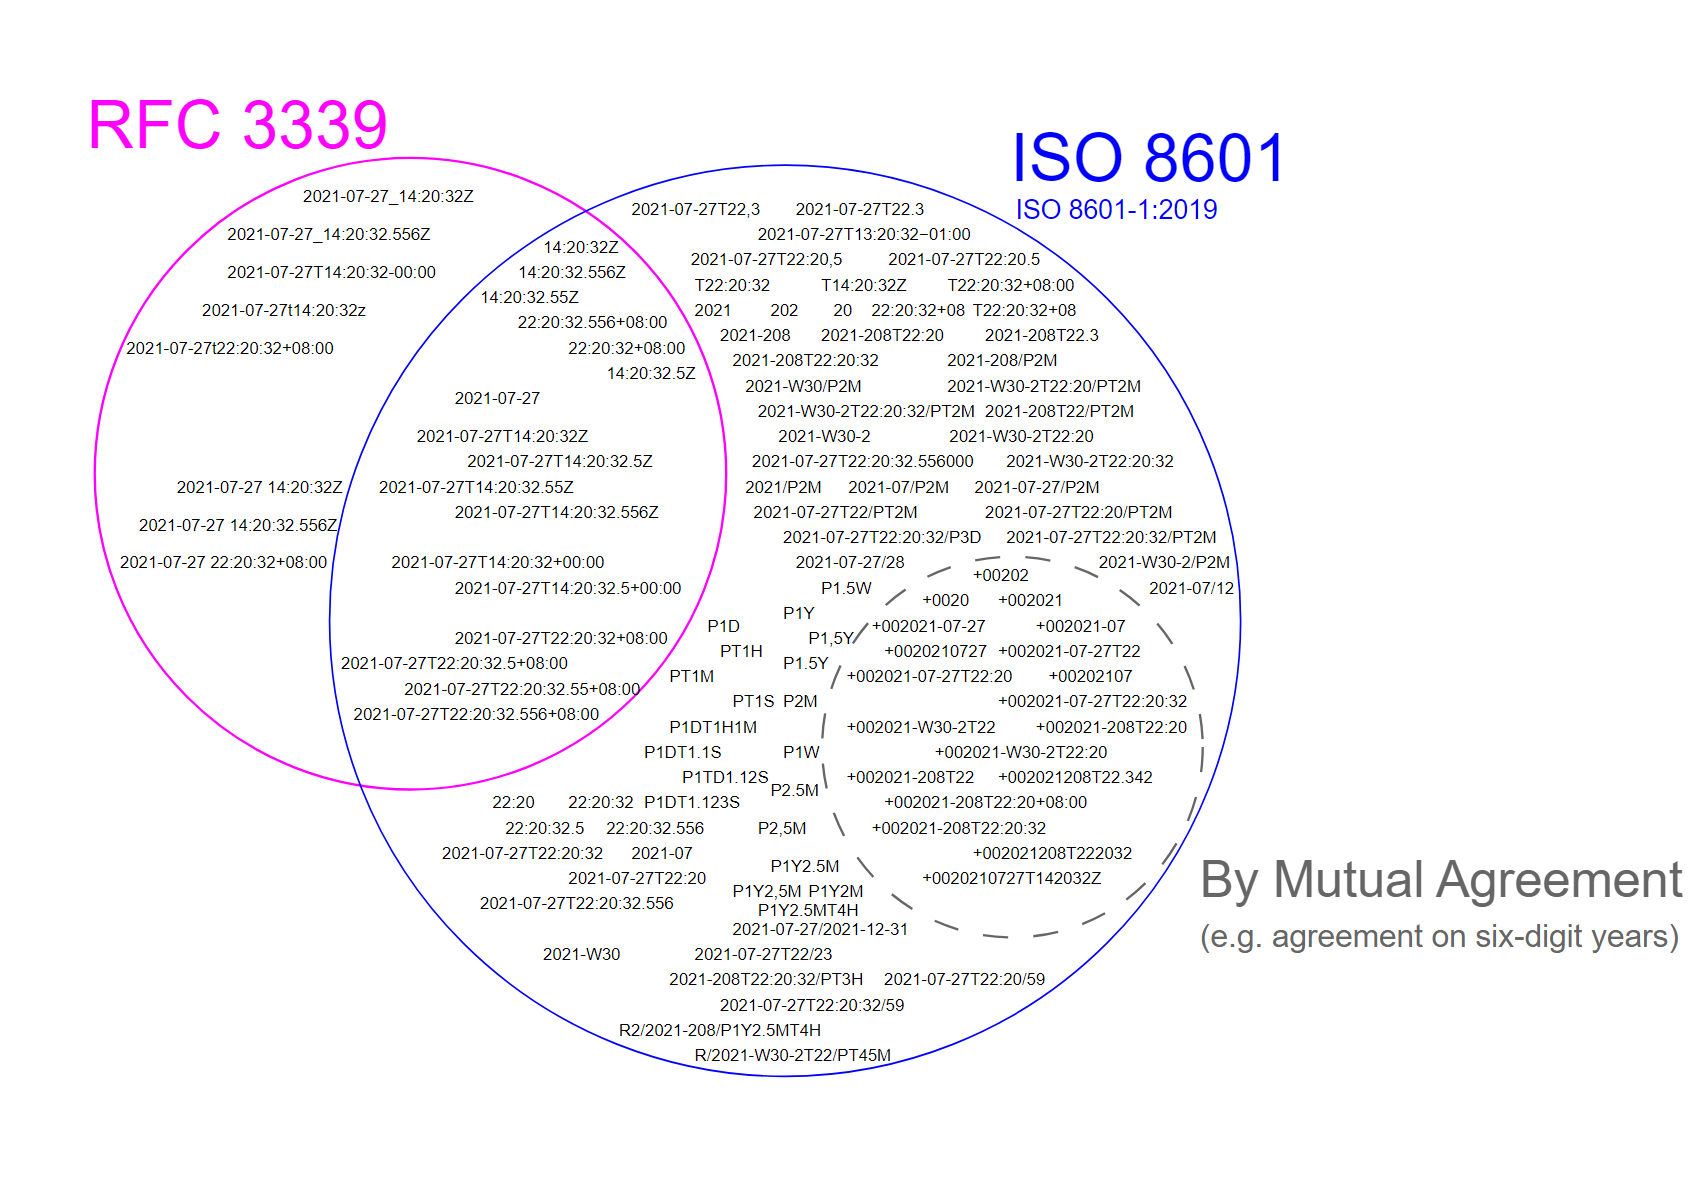 RFC 3339
ISO 8601
ISO 8601-1:2019
2021-07-27_14:20:32Z
2021-07-27_14:20:32.556Z
2021-07-27T14:20:32-00:00
2021-07-27t14:20:32z
2021-07-27t22:20:32+08:00
2021-07-27 14:20:32Z
2021-07-27 14:20:32.556Z
2021-07-27 22:20:32+08:00
14:20:32Z
14:20:32.556Z
14:20:32.55Z
22:20:32.556+08:00
22:20:32+08:00
14:20:32.5Z
2021-07-27
2021-07-27T14:20:32Z
2021-07-27T14:20:32.5Z
2021-07-27T14:20:32.55Z
2021-07-27T14:20:32.556Z
2021-07-27T14:20:32+00:00
2021-07-27T14:20:32.5+00:00
2021-07-27T22:20:32+08:00
2021-07-27T22:20:32.5+08:00
2021-07-27T22:20:32.55+08:00
2021-07-27T22:20:32.556+08:00
2021-07-27T22,3 2021-07-27T22.3
2021-07-27T13:20:32−01:00
2021-07-27T22:20,5 2021-07-27T22:20.5
T22:20:32 T14:20:32Z T22:20:32+08:00
2021 202 20 22:20:32+08 T22:20:32+08
2021-208 2021-208T22:20 2021-208T22.3
2021-208T22:20:32 2021-208/P2M
2021-W30/P2M 2021-W30-2T22:20/PT2M
2021-W30-2T22:20:32/PT2M 2021-208T22/PT2M
2021-W30-2 2021-W30-2T22:20
2021-07-27T22:20:32.556000 2021-W30-2T22:20:32
2021/P2M 2021-07/P2M 2021-07-27/P2M
2021-07-27T22/PT2M 2021-07-27T22:20/PT2M
2021-07-27T22:20:32/P3D 2021-07-27T22:20:32/PT2M
2021-07-27/28 2021-W30-2/P2M
P1.5W 2021-07/12
P1Y
P1D P1,5Y
PT1H P1.5Y
PT1M
PT1S P2M
P1DT1H1M
P1DT1.1S P1W
P1TD1.12S
P2.5M
22:20 22:20:32 P1DT1.123S
22:20:32.5 22:20:32.556 P2,5M
2021-07-27T22:20:32 2021-07
P1Y2.5M
2021-07-27T22:20
P1Y2,5M P1Y2M
2021-07-27T22:20:32.556
P1Y2.5MT4H
2021-07-27/2021-12-31
2021-W30 2021-07-27T22/23
2021-208T22:20:32/PT3H 2021-07-27T22:20/59
2021-07-27T22:20:32/59
R2/2021-208/P1Y2.5MT4H
R/2021-W30-2T22/PT45M
+00202
+0020 +002021
+002021-07-27 +002021-07
+0020210727 +002021-07-27T22
+002021-07-27T22:20 +00202107
+002021-07-27T22:20:32
+002021-W30-2T22 +002021-208T22:20
+002021-W30-2T22:20
+002021-208T22 +002021208T22.342
+002021-208T22:20+08:00
+002021-208T22:20:32
+002021208T222032
+0020210727T142032Z
By Mutual Agreement
(e.g. agreement on six-digit years)